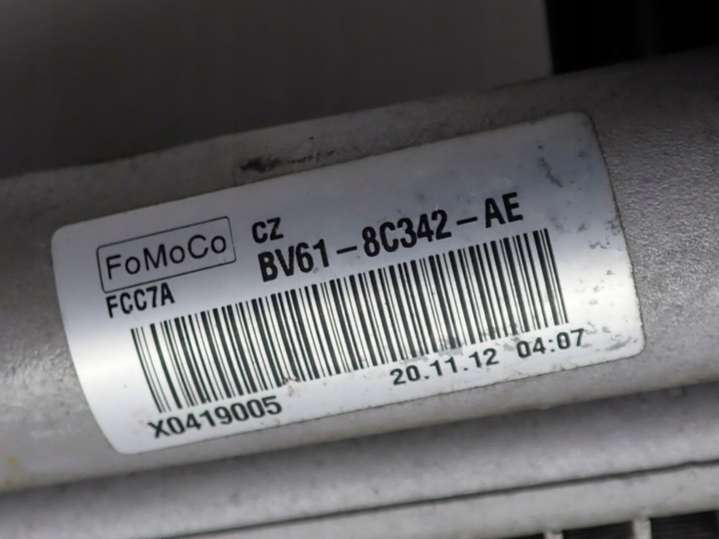 CZ
FoMoCo BV61-8C342-AE
FCC7A
X0419005 20.11.12 04:07